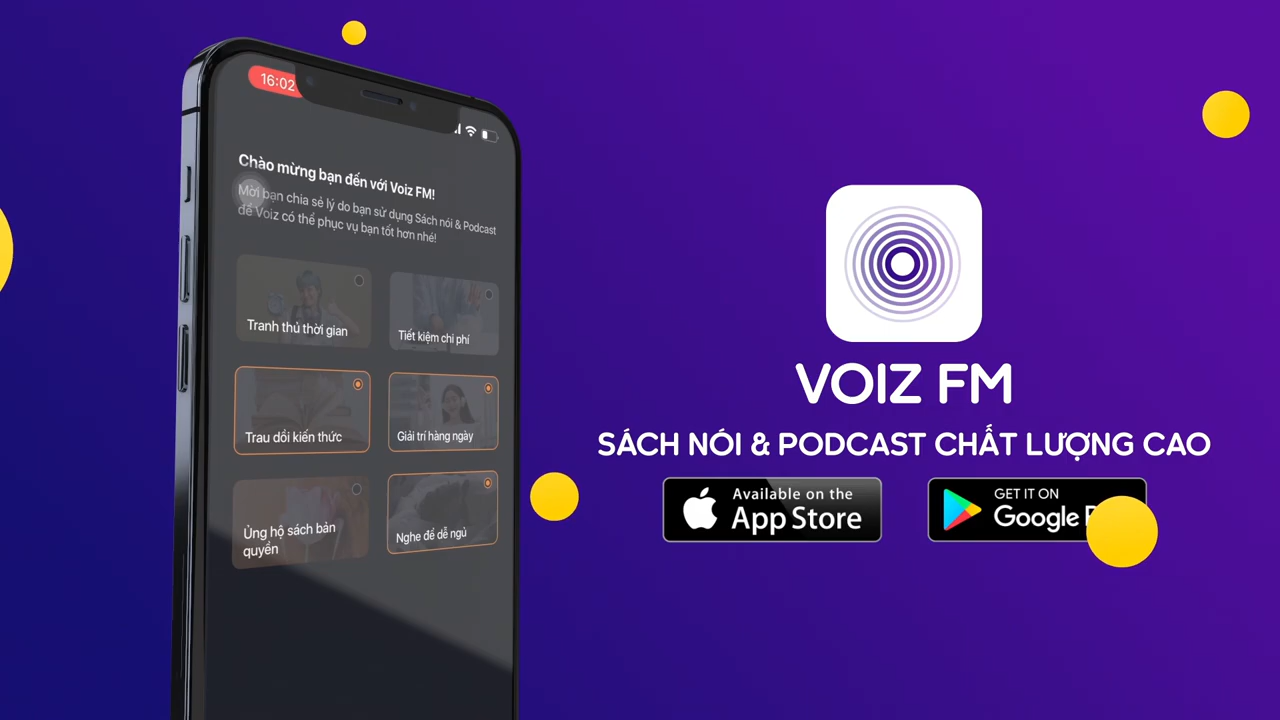 16:02
Chào mừng bạn đến với Voiz FM!
Mời bạn chia sẻ lý do bạn sử dụng Sách nói & Podcast
để Voiz có thể phục vụ bạn tốt hơn nhé!
Tranh thủ thời gian
Tiết kiệm chi phí
Trau dồi kiến thức
Giải trí hàng ngày
Ủng hộ sách bản
quyền
Nghe để dễ ngủ
VOIZ FM
SÁCH NÓI & PODCAST CHẤT LƯỢNG CAO
Available on the
App Store
GET IT ON
Google